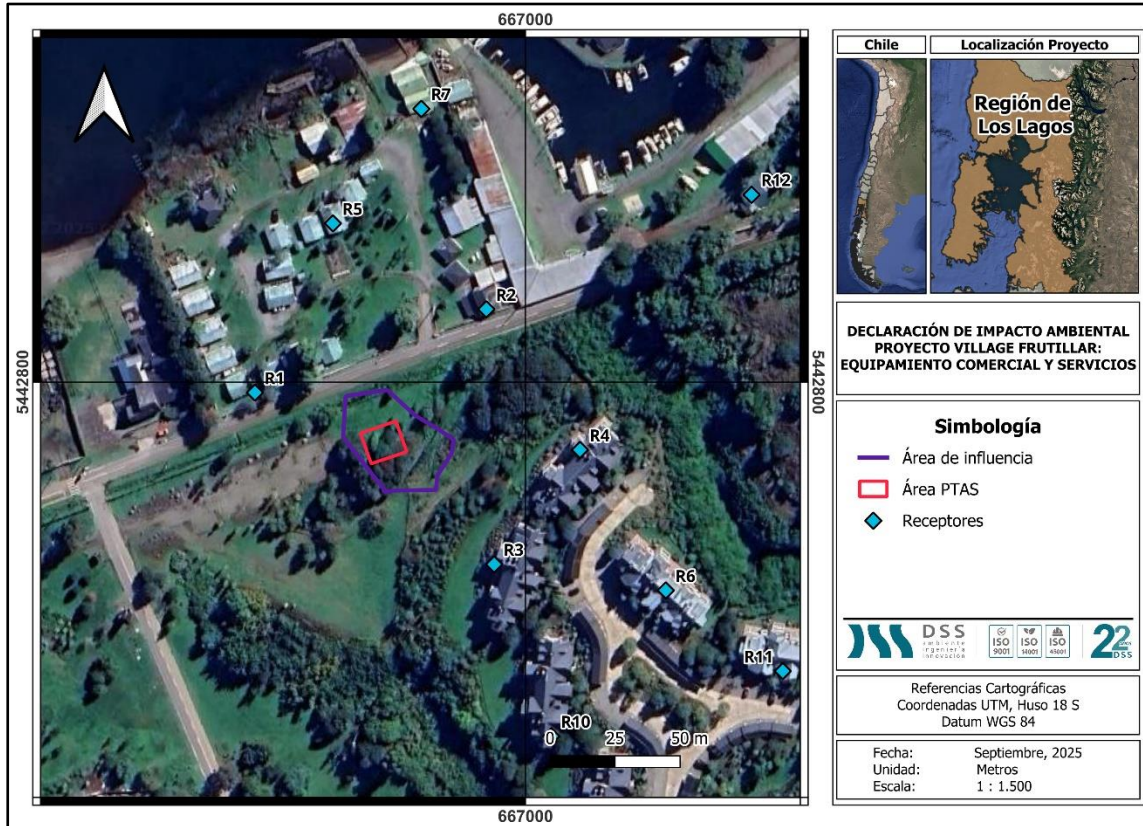 667000
5442800
5442800
R7
R12
R5
R2
R1
R4
R3
R6
R11
R10
0 25 50 m
667000
Chile
Localización Proyecto
Región de
Los Lagos
DECLARACIÓN DE IMPACTO AMBIENTAL
PROYECTO VILLAGE FRUTILLAR:
EQUIPAMIENTO COMERCIAL Y SERVICIOS
Simbología
Área de influencia
Área PTAS
Receptores
DSS
ambiente
ingeniería
innovación
ISO
9001
ISO
14001
ISO
45001
22
DSS
Referencias Cartográficas
Coordenadas UTM, Huso 18 S
Datum WGS 84
Fecha: Septiembre, 2025
Unidad: Metros
Escala: 1 : 1.500